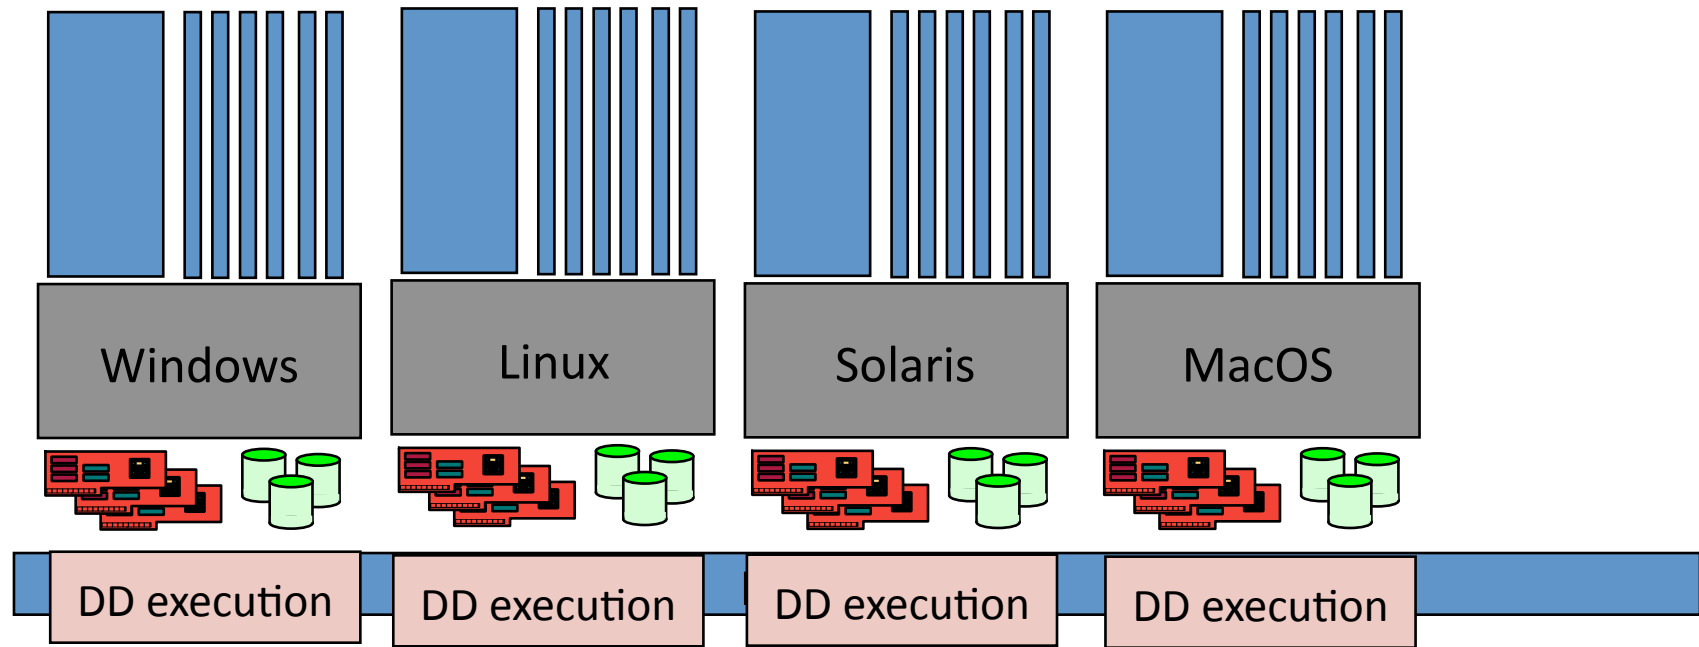 Windows
Linux
Solaris
MacOS
DD execution
DD execution
DD execution
DD execution